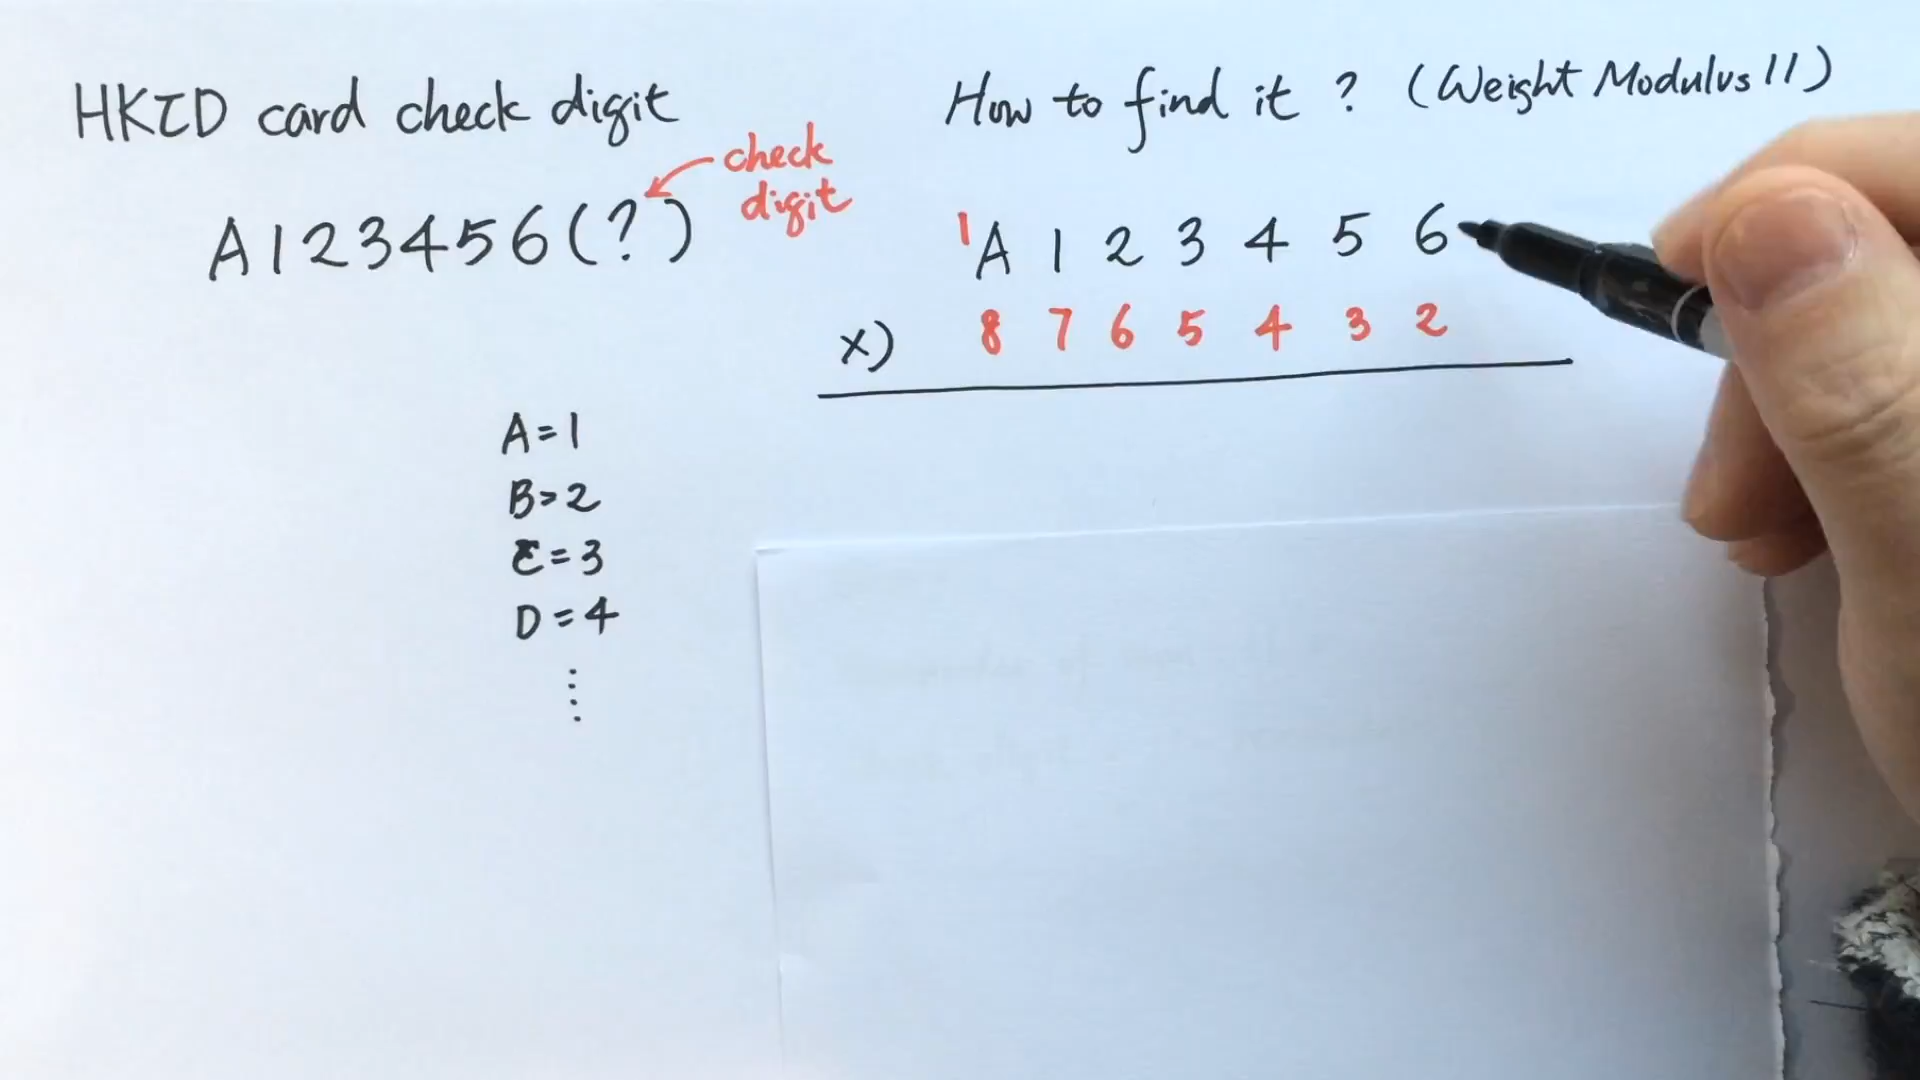 HKID card check digit
check
digit
A123456(?)
A=1
B=2
C=3
D=4
⋮
How to find it ? (Weight Modulus 11)
1
A 1 2 3 4 5 6
x) 8 7 6 5 4 3 2